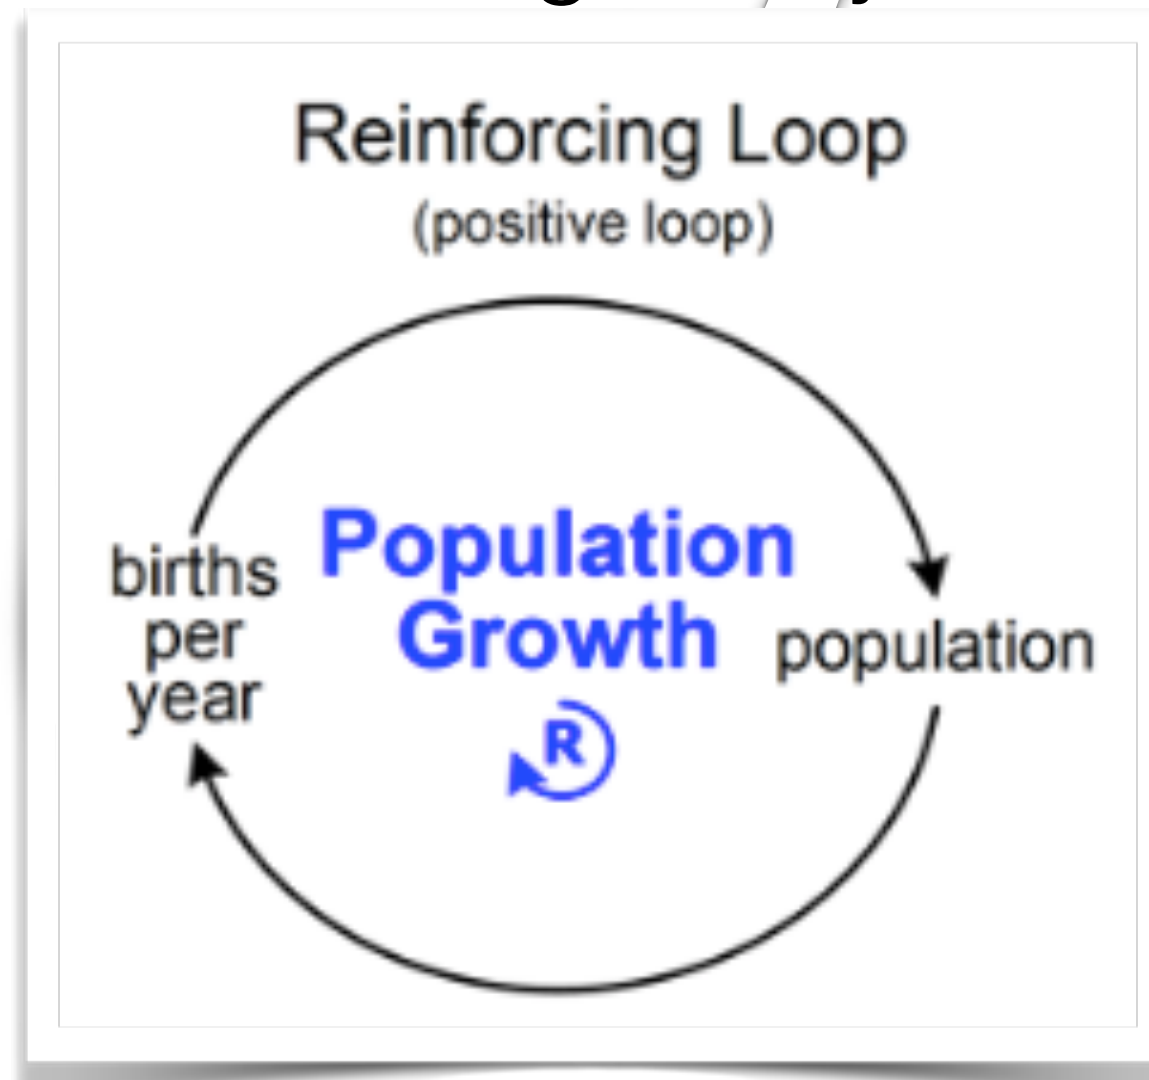 Reinforcing Loop
(positive loop)
Population
Growth
births
per
year
population
R